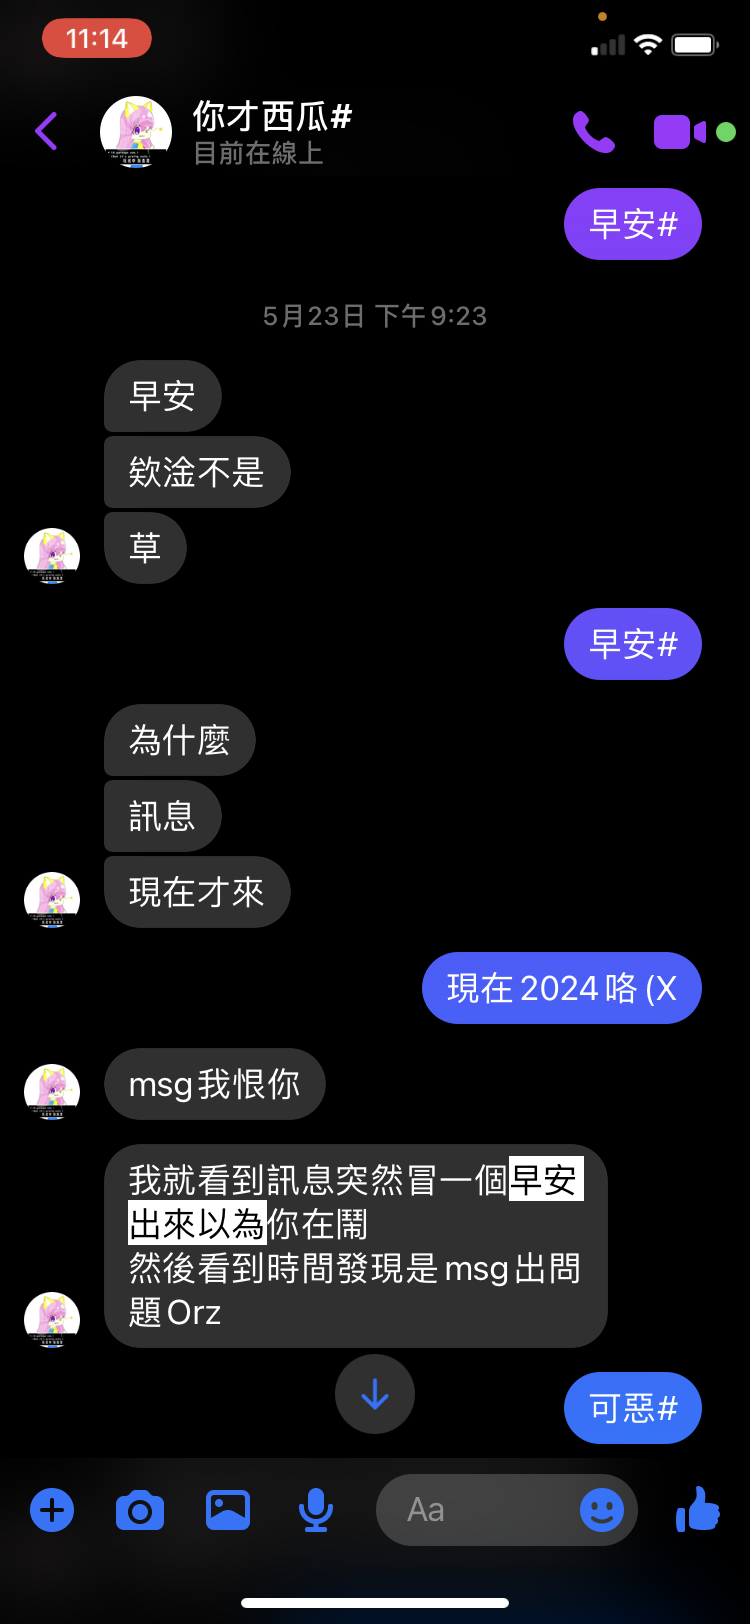 11:14
你才西瓜#
目前在線上
早安#
5月23日 下午9:23
早安
欸淦不是
草
早安#
為什麼
訊息
現在才來
現在2024咯(X
msg我恨你
我就看到訊息突然冒一個早安
出來以為你在鬧
然後看到時間發現是msg出問
題Orz
可惡#
Aa